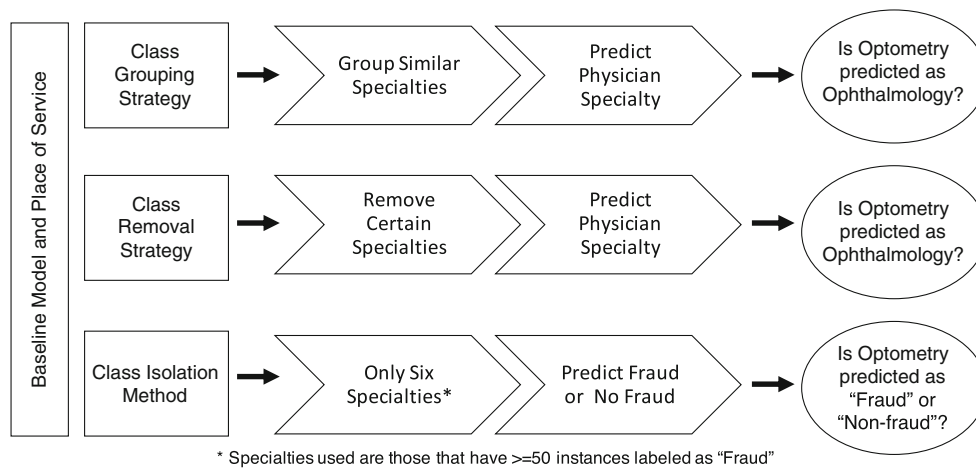 Baseline Model and Place of Service
Class
Grouping
Strategy
Group Similar
Specialties
Predict
Physician
Specialty
Is Optometry
predicted as
Ophthalmology?
Class
Removal
Strategy
Remove
Certain
Specialties
Predict
Physician
Specialty
Is Optometry
predicted as
Ophthalmology?
Class Isolation
Method
Only Six
Specialties*
Predict Fraud
or No Fraud
Is Optometry
predicted as
“Fraud” or
“Non-fraud”?
* Specialties used are those that have >=50 instances labeled as “Fraud”